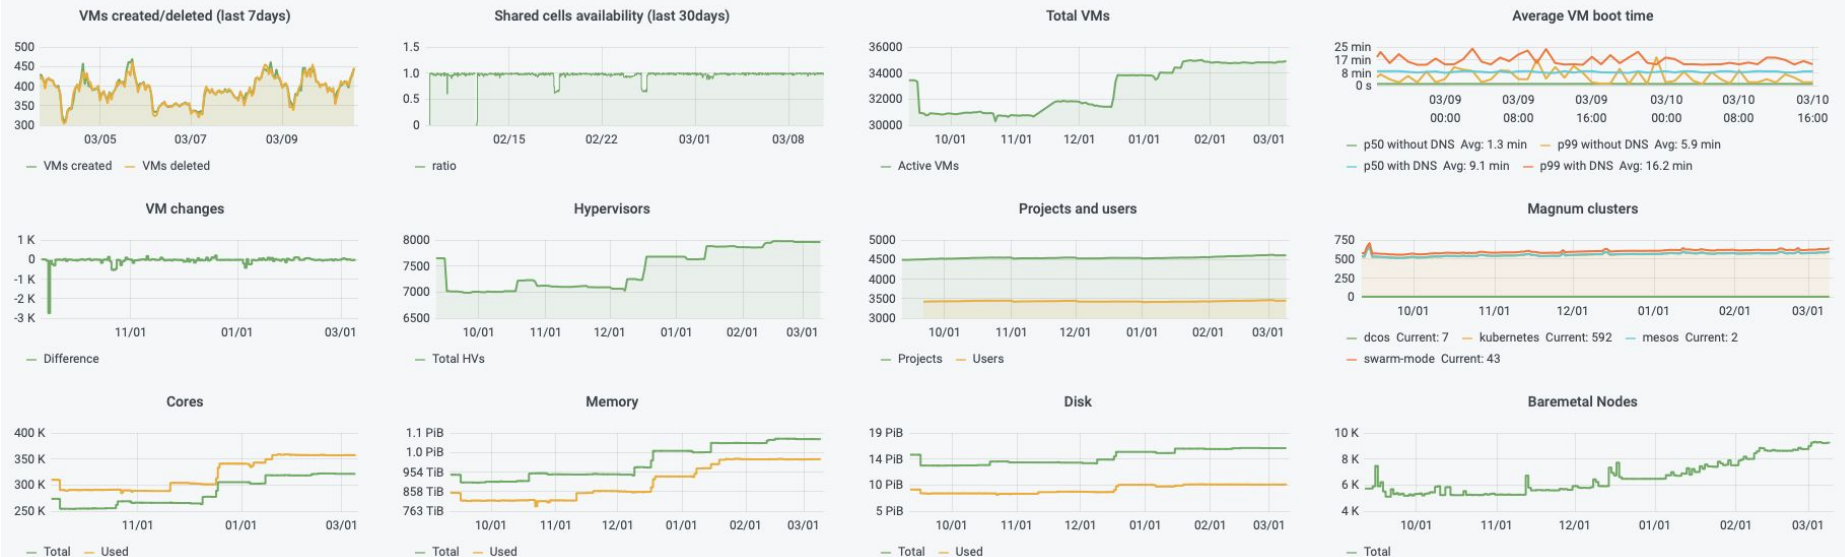 VMs created/deleted (last 7days)
500
450
400
350
300
03/05 03/07 03/09
VMs created VMs deleted
Shared cells availability (last 30days)
1.5
1.0
0.5
0
02/15 02/22 03/01 03/08
ratio
Total VMs
36000
34000
32000
30000
10/01 11/01 12/01 01/01 02/01 03/01
Active VMs
Average VM boot time
25 min
17 min
8 min
0 s
03/09 03/09 03/09 03/10 03/10 03/10
00:00 08:00 16:00 00:00 08:00 16:00
p50 without DNS Avg: 1.3 min p99 without DNS Avg: 5.9 min
p50 with DNS Avg: 9.1 min p99 with DNS Avg: 16.2 min
VM changes
1 K
0
-1 K
-2 K
-3 K
11/01 01/01 03/01
Difference
Hypervisors
8000
7500
7000
6500
10/01 11/01 12/01 01/01 02/01 03/01
Total HVs
Projects and users
5000
4500
4000
3500
3000
10/01 11/01 12/01 01/01 02/01 03/01
Projects Users
Magnum clusters
750
500
250
0
10/01 11/01 12/01 01/01 02/01 03/01
dcos Current: 7 kubernetes Current: 592 mesos Current: 2
swarm-mode Current: 43
Cores
400 K
350 K
300 K
250 K
11/01 01/01 03/01
Total Used
Memory
1.1 PiB
1.0 PiB
954 TiB
858 TiB
763 TiB
10/01 11/01 12/01 01/01 02/01 03/01
Total Used
Disk
19 PiB
14 PiB
10 PiB
5 PiB
10/01 11/01 12/01 01/01 02/01 03/01
Total Used
Baremetal Nodes
10 K
8 K
6 K
4 K
10/01 11/01 12/01 01/01 02/01 03/01
Total